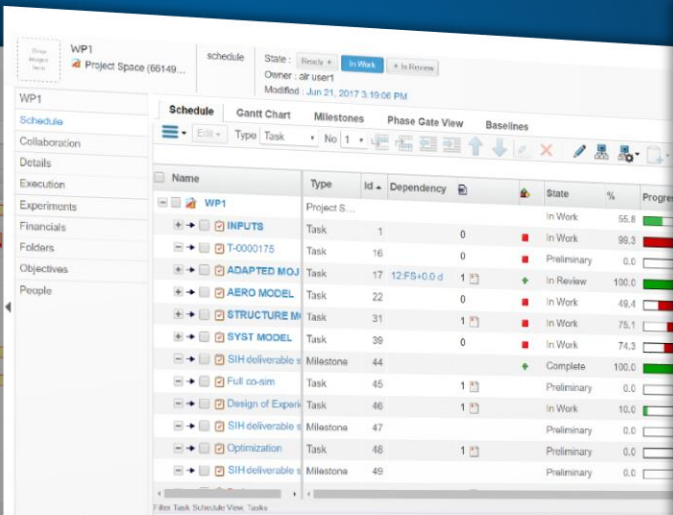 Drop
Image
here
WP1
Project Space (66149...
schedule
State : Ready In Work In Review
Owner : alr user1
Modified : Jun 21, 2017 3:19:06 PM
WP1
Schedule
Collaboration
Details
Execution
Experiments
Financials
Folders
Objectives
People
Schedule Gantt Chart Milestones Phase Gate View Baselines
Edit Type Task No 1
Name Type Id Dependency State % Progres
WP1 Project S... In Work 55.8
INPUTS Task 1 0 In Work 99.3
T-0000175 Task 16 0 Preliminary 0.0
ADAPTED MOJ Task 17 12:FS+0.0 d 1 In Review 100.0
AERO MODEL Task 22 0 In Work 49.4
STRUCTURE M Task 31 1 In Work 75.1
SYST MODEL Task 39 0 In Work 74.3
SIH deliverable s Milestone 44 Complete 100.0
Full co-sim Task 45 1 Preliminary 0.0
Design of Experi Task 46 1 In Work 10.0
SIH deliverable s Milestone 47 Preliminary 0.0
Optimization Task 48 1 Preliminary 0.0
SIH deliverable s Milestone 49 Preliminary 0.0
Filter Task Schedule View, Tasks